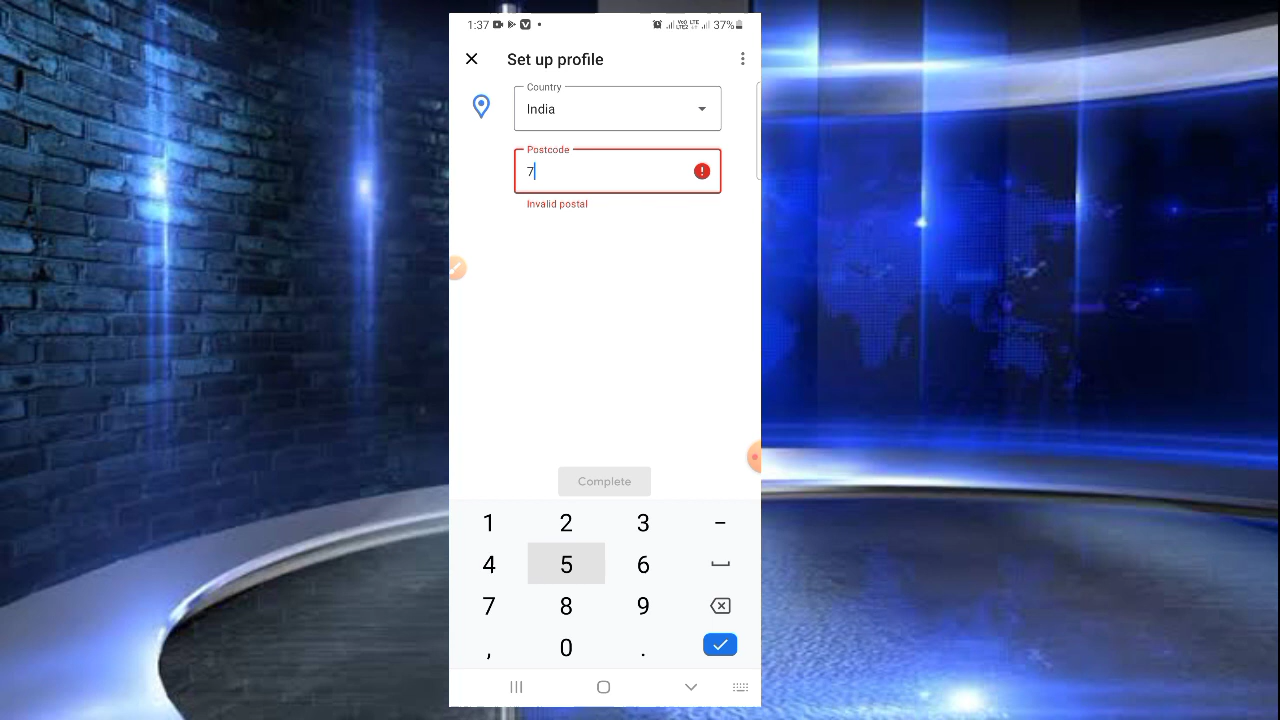 1:37 37%
Set up profile
Country
India
Postcode
7
Invalid postal
Complete
1 2 3 -
4 5 6
7 8 9
, 0 .